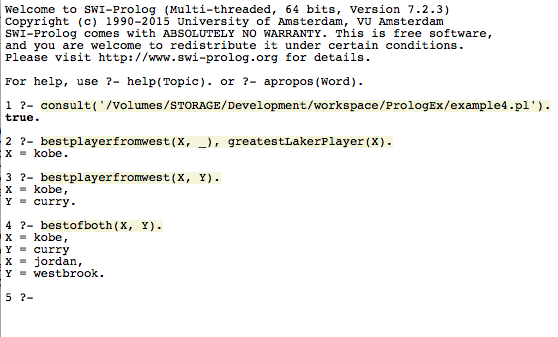 Welcome to SWI-Prolog (Multi-threaded, 64 bits, Version 7.2.3)
Copyright (c) 1990-2015 University of Amsterdam, VU Amsterdam
SWI-Prolog comes with ABSOLUTELY NO WARRANTY. This is free software,
and you are welcome to redistribute it under certain conditions.
Please visit http://www.swi-prolog.org for details.

For help, use ?- help(Topic). or ?- apropos(Word).

1 ?- consult('/Volumes/STORAGE/Development/workspace/PrologEx/example4.pl').
true.

2 ?- bestplayerfromwest(X, _), greatestLakerPlayer(X).
X = kobe.

3 ?- bestplayerfromwest(X, Y).
X = kobe,
Y = curry.

4 ?- bestofboth(X, Y).
X = kobe,
Y = curry
X = jordan,
Y = westbrook.

5 ?-